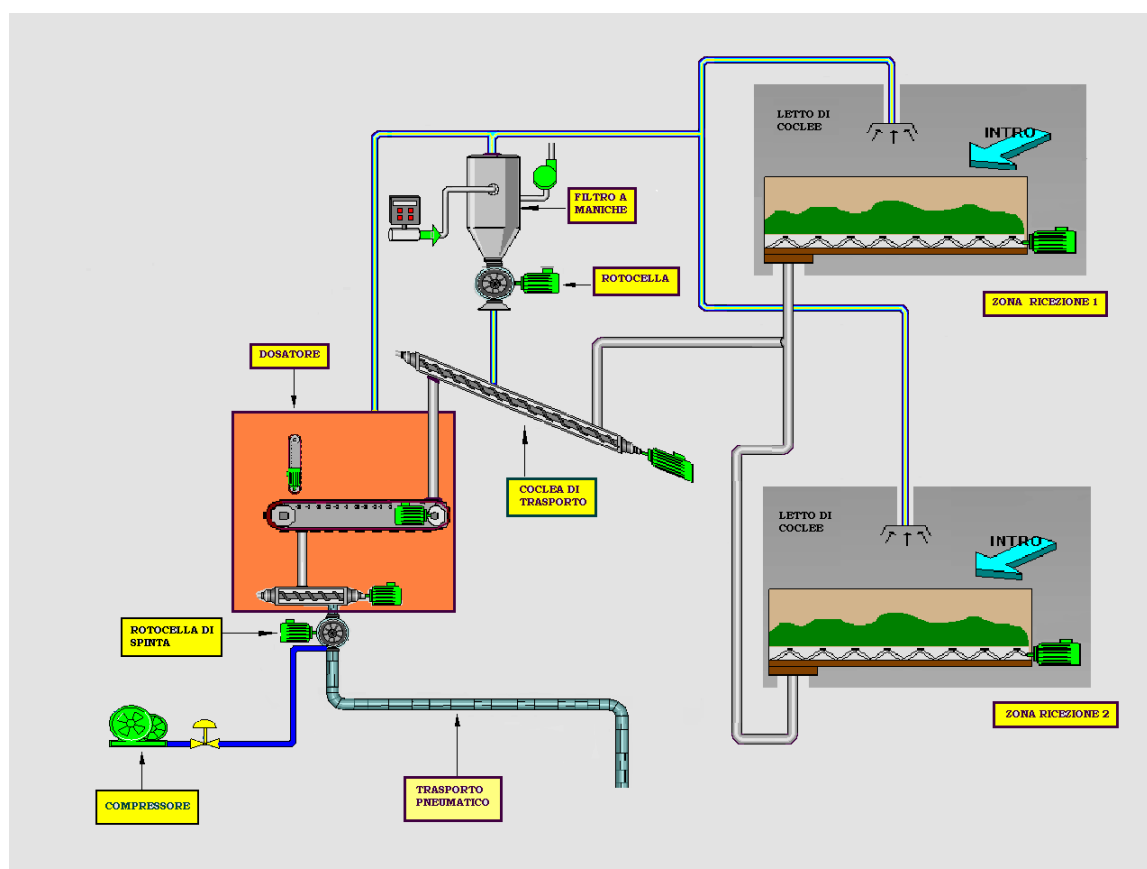 LETTO DI
COCLEE
INTRO
FILTRO A
MANICHE
ROTOCELLA
ZONA RICEZIONE 1
DOSATORE
COCLEA DI
TRASPORTO
LETTO DI
COCLEE
INTRO
ROTOCELLA DI
SPINTA
ZONA RICEZIONE 2
TRASPORTO
PNEUMATICO
COMPRESSORE